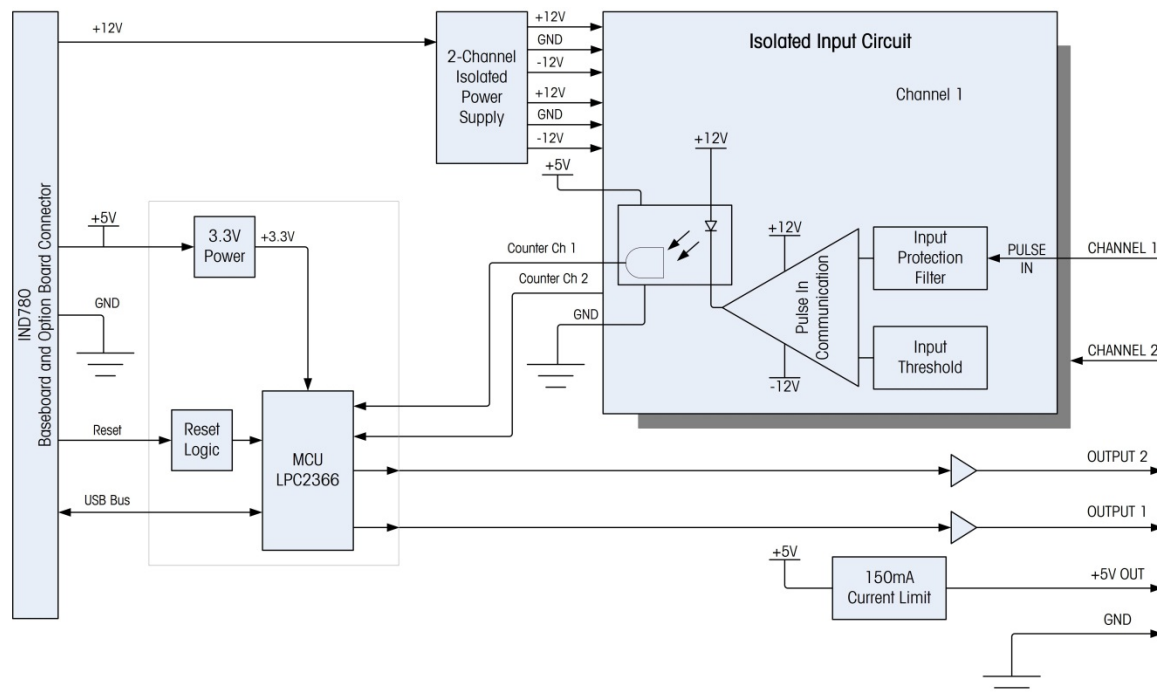 IND780
Baseboard and Option Board Connector
+12V
2-Channel
Isolated
Power
Supply
+12V
GND
-12V
+12V
GND
-12V
Isolated Input Circuit
Channel 1
+5V
+12V
+12V
Pulse In
Communication
-12V
Input
Protection
Filter
Input
Threshold
PULSE
IN
CHANNEL 1
CHANNEL 2
+5V
3.3V
Power
+3.3V
GND
Counter Ch 1
Counter Ch 2
GND
Reset
Reset
Logic
MCU
LPC2366
USB Bus
OUTPUT 2
OUTPUT 1
+5V
150mA
Current Limit
+5V OUT
GND